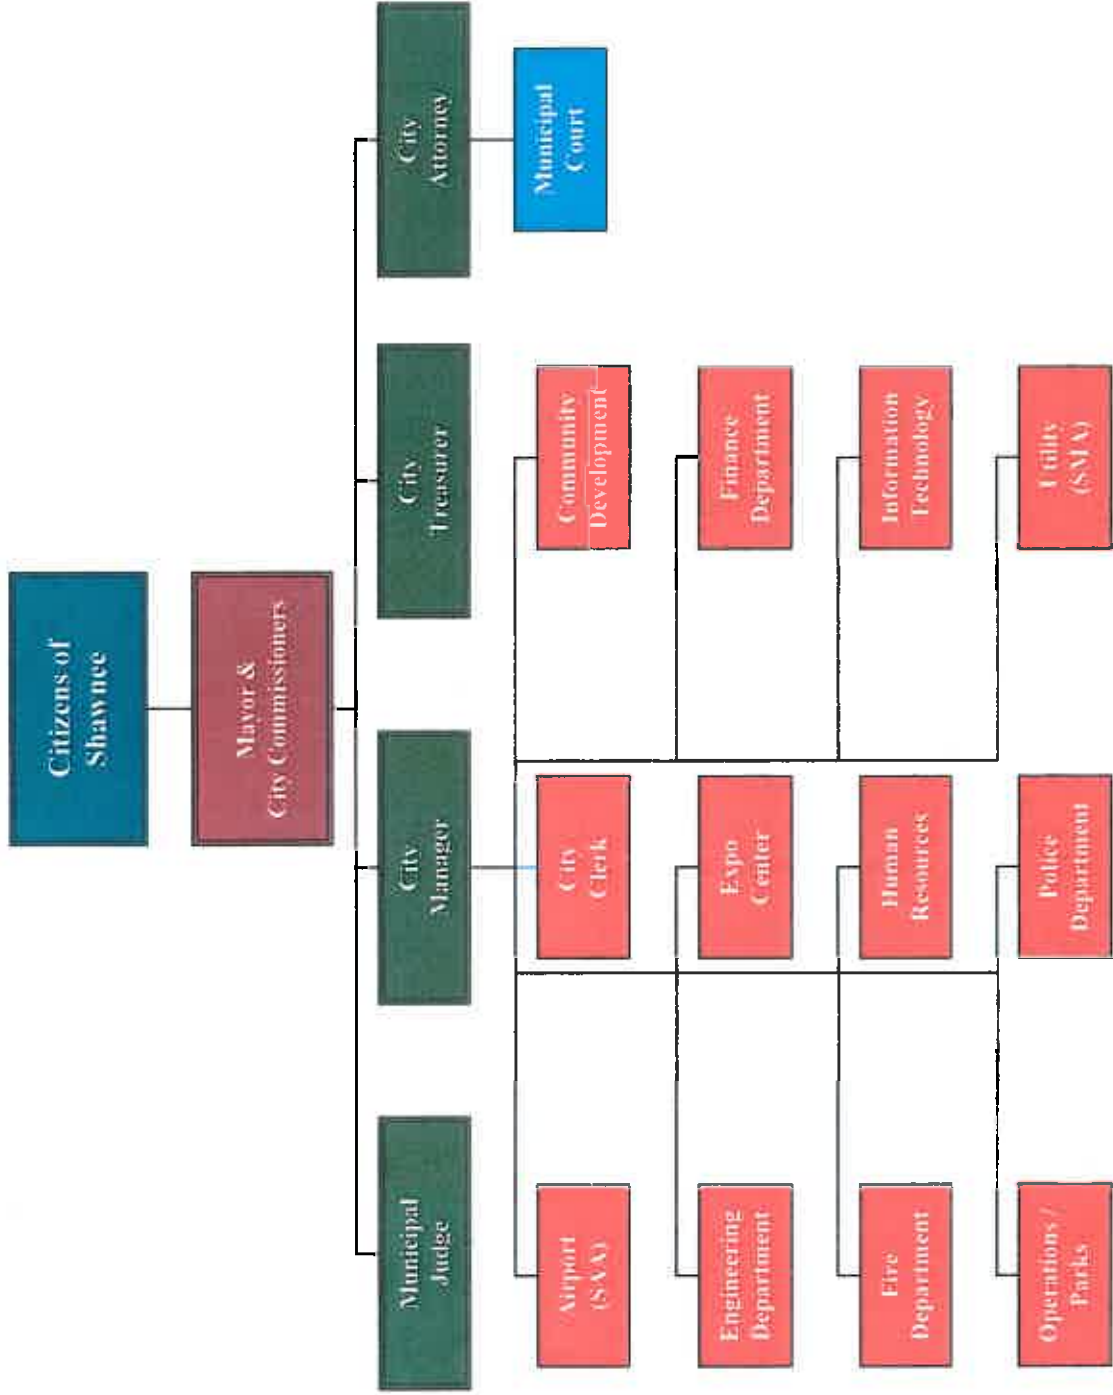 Citizens of
Shawnee
Mayor &
City Commissioners
Municipal
Judge
City
Manager
City
Treasurer
City
Attorney
Airport
(SAA)
City
Clerk
Community
Development
Municipal
Court
Engineering
Department
Expo
Center
Finance
Department
Fire
Department
Human
Resources
Information
Technology
Operations /
Parks
Police
Department
Utility
(SMA)